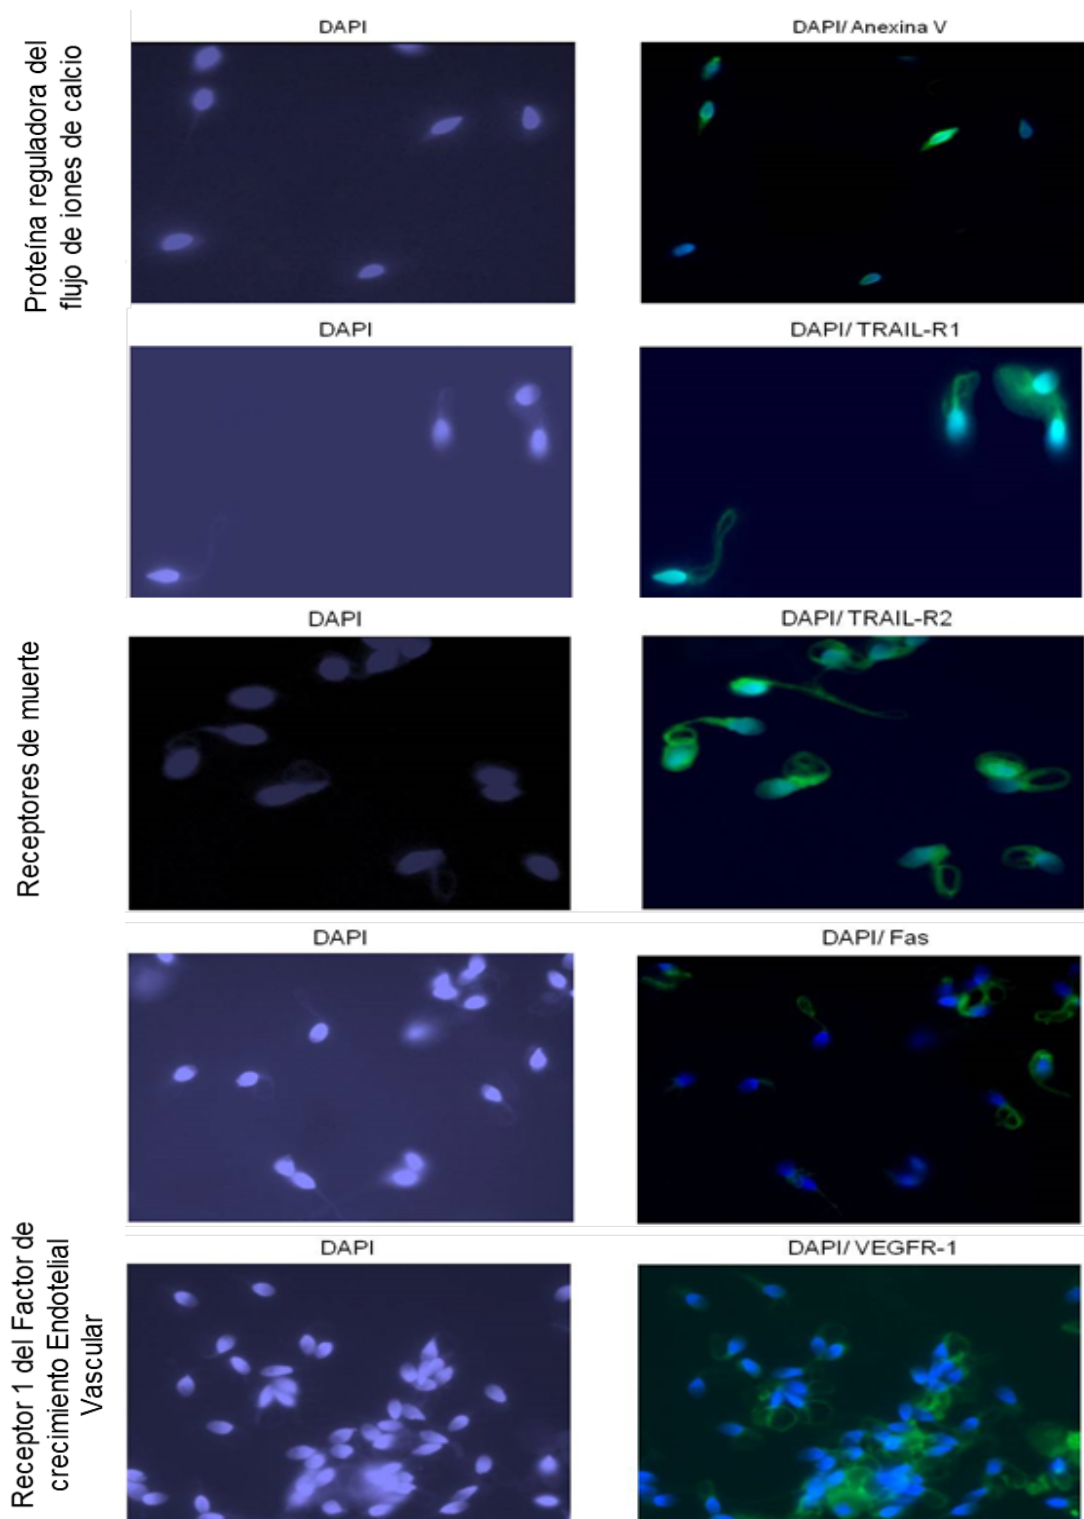 Proteína reguladora del
flujo de iones de calcio
DAPI
DAPI/ Anexina V
DAPI
DAPI/ TRAIL-R1
Receptores de muerte
DAPI
DAPI/ TRAIL-R2
DAPI
DAPI/ Fas
Receptor 1 del Factor de
crecimiento Endotelial
Vascular
DAPI
DAPI/ VEGFR-1